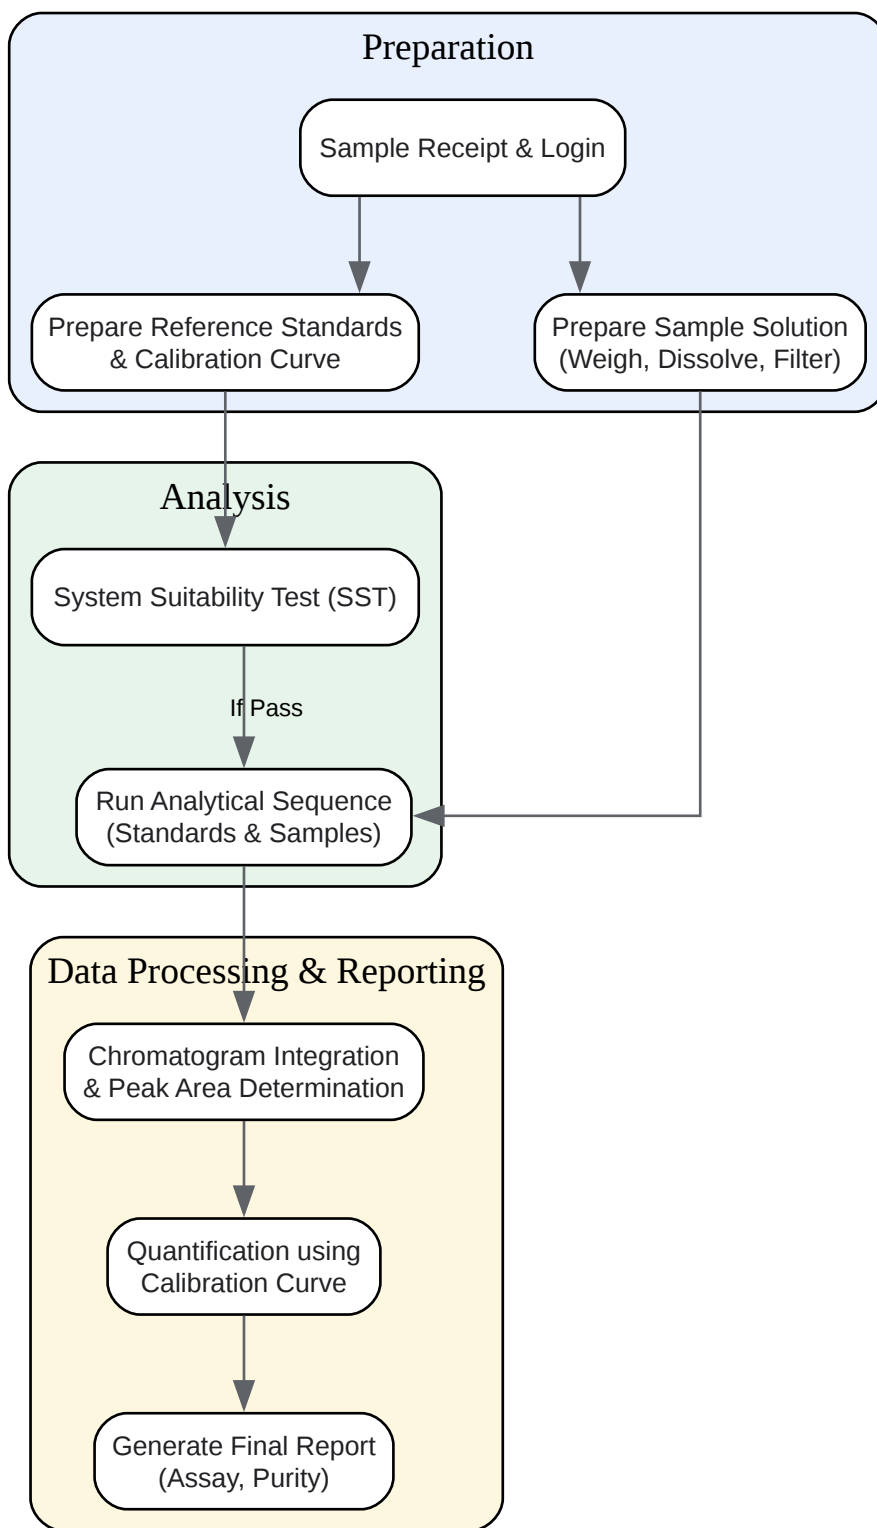 Preparation
Sample Receipt & Login
Prepare Reference Standards
& Calibration Curve
Prepare Sample Solution
(Weigh, Dissolve, Filter)
Analysis
System Suitability Test (SST)
If Pass
Run Analytical Sequence
(Standards & Samples)
Data Processing & Reporting
Chromatogram Integration
& Peak Area Determination
Quantification using
Calibration Curve
Generate Final Report
(Assay, Purity)